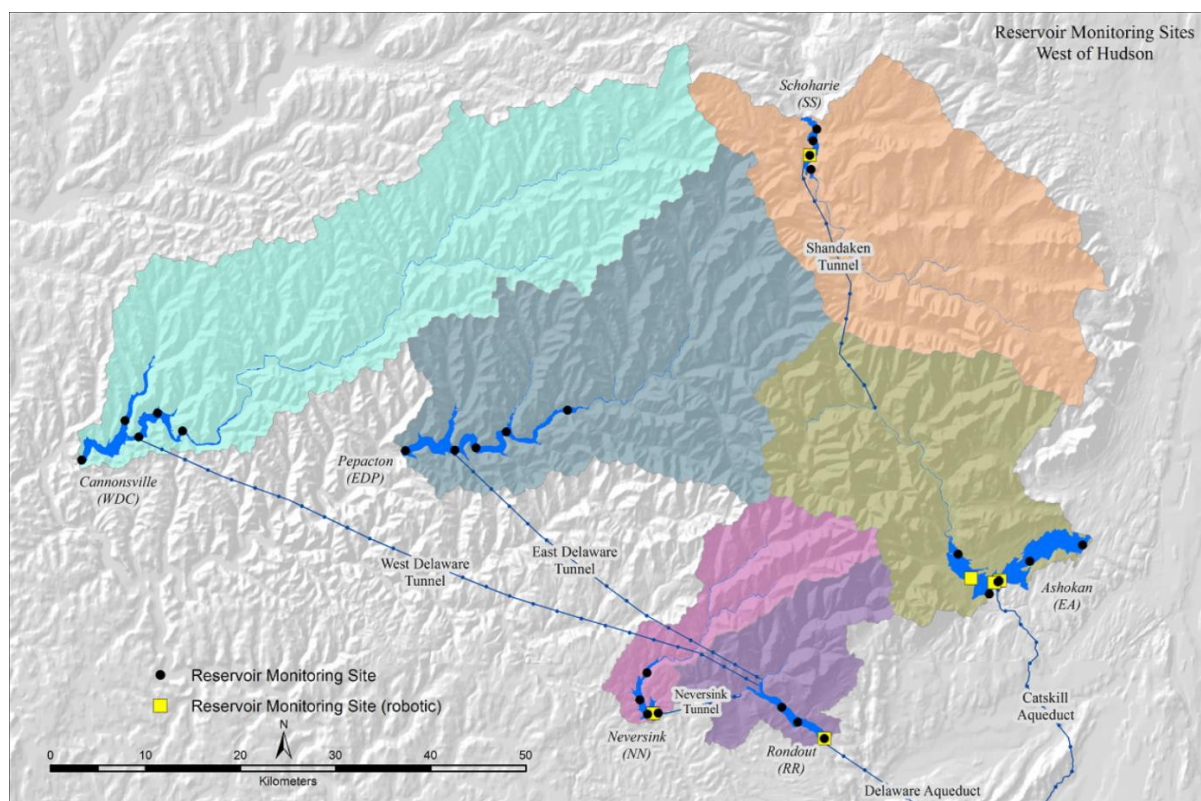 Reservoir Monitoring Sites
West of Hudson
Schoharie
(SS)
Shandaken
Tunnel
Pepacton
(EDP)
Cannonsville
(WDC)
East Delaware
Tunnel
West Delaware
Tunnel
Ashokan
(EA)
Reservoir Monitoring Site
Reservoir Monitoring Site (robotic)
Neversink
Tunnel
Catskill
Aqueduct
N
Neversink
(NN)
Rondout
(RR)
0 10 20 30 40 50
Kilometers
Delaware Aqueduct